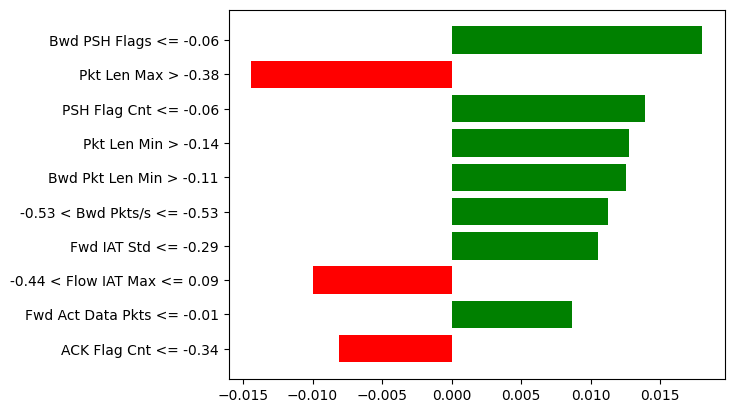 Bwd PSH Flags <= -0.06
Pkt Len Max > -0.38
PSH Flag Cnt <= -0.06
Pkt Len Min > -0.14
Bwd Pkt Len Min > -0.11
-0.53 < Bwd Pkts/s <= -0.53
Fwd IAT Std <= -0.29
-0.44 < Flow IAT Max <= 0.09
Fwd Act Data Pkts <= -0.01
ACK Flag Cnt <= -0.34
−0.015 −0.010 −0.005 0.000 0.005 0.010 0.015